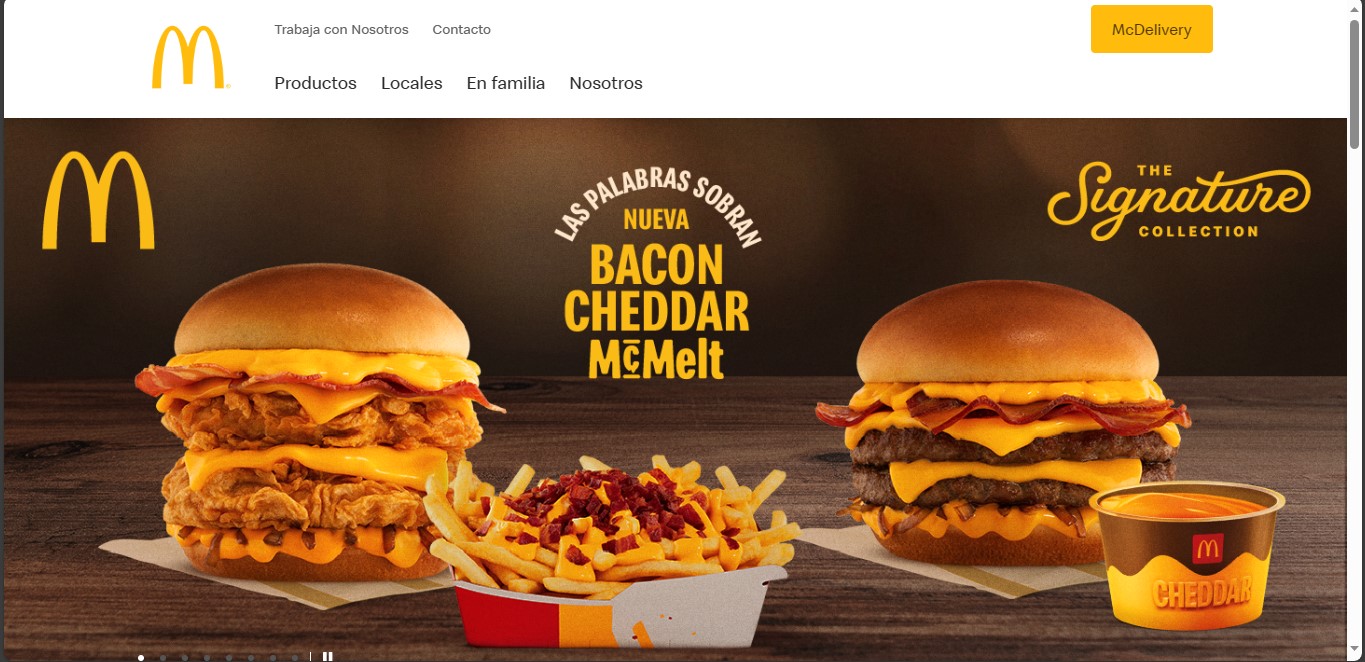 Trabaja con Nosotros
Contacto
McDelivery
Productos
Locales
En familia
Nosotros
THE
Signature
COLLECTION
LAS PALABRAS SOBRAN
NUEVA
BACON
CHEDDAR
McMelt
CHEDDAR